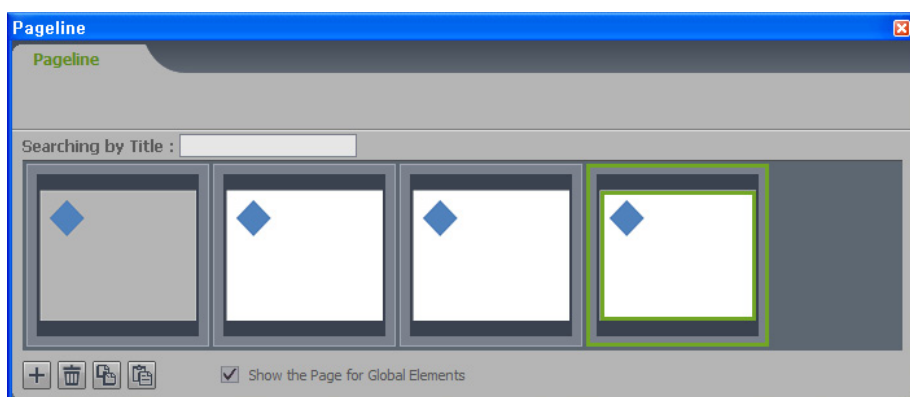 Pageline
Pageline
Searching by Title :
Show the Page for Global Elements